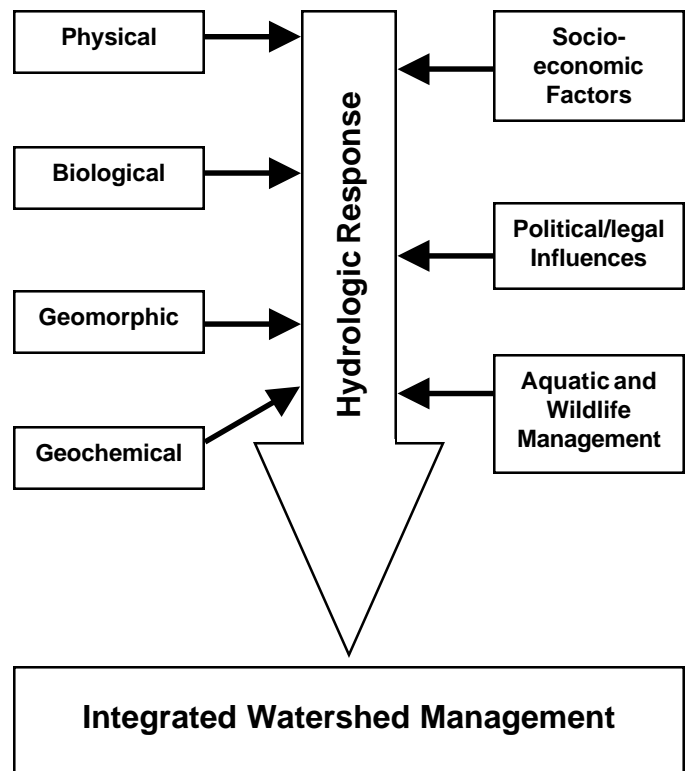 Physical
Biological
Geomorphic
Geochemical
Hydrologic Response
Socio-
economic
Factors
Political/legal
Influences
Aquatic and
Wildlife
Management
Integrated Watershed Management